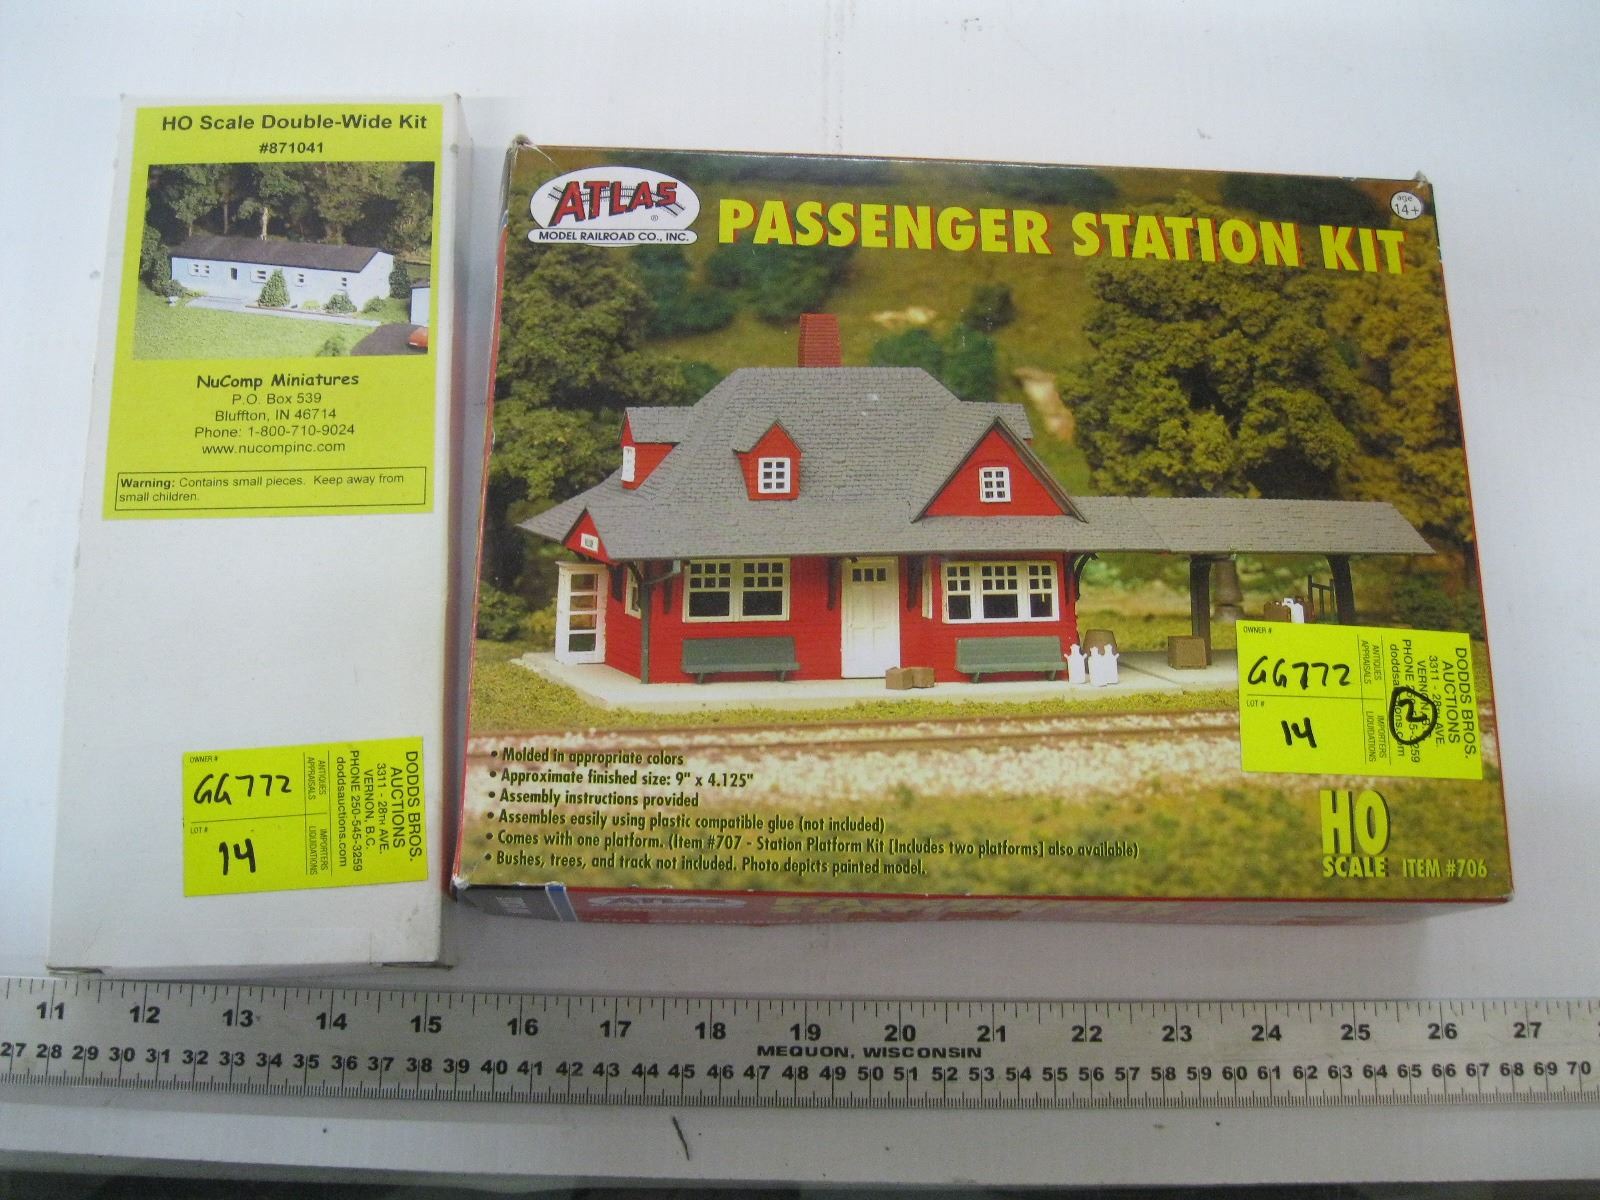 HO Scale Double-Wide Kit
#871041
NuComp Miniatures
P.O. Box 539
Bluffton, IN 46714
Phone: 1-800-710-9024
www.nucompinc.com
Warning: Contains small pieces. Keep away from
small children.
OWNER #
GG772
LOT #
14
ANTIQUES
APPRAISALS
IMPORTERS
LIQUIDATIONS
DODDS BROS.
AUCTIONS
3311 - 28TH AVE.
VERNON, B.C.
PHONE 250-545-3259
doddsauctions.com
ATLAS
®
MODEL RAILROAD CO., INC.
PASSENGER STATION KIT
age
14+
• Molded in appropriate colors
• Approximate finished size: 9" x 4.125"
• Assembly instructions provided
• Assembles easily using plastic compatible glue (not included)
• Comes with one platform. (Item #707 - Station Platform Kit [Includes two platforms] also available)
• Bushes, trees, and track not included. Photo depicts painted model.
HO
SCALE ITEM #706
OWNER #
GG772
LOT #
14
ANTIQUES
APPRAISALS
IMPORTERS
LIQUIDATIONS
DODDS BROS.
AUCTIONS
3311 - 28TH AVE.
ATLAS
11 12 13 14 15 16 17 18 19 20 21 22 23 24 25 26 27
MEQUON, WISCONSIN
27 28 29 30 31 32 33 34 35 36 37 38 39 40 41 42 43 44 45 46 47 48 49 50 51 52 53 54 55 56 57 58 59 60 61 62 63 64 65 66 67 68 69 70